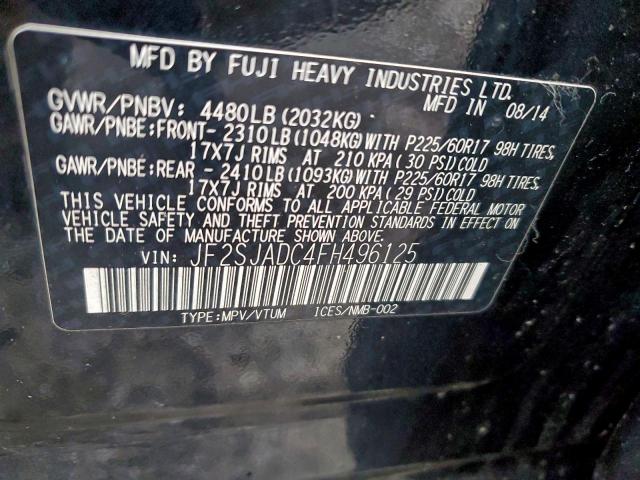 MFD BY FUJI HEAVY INDUSTRIES LTD.
MFD IN 08/14
GVWR/PNBV: 4480LB(2032KG)
GAWR/PNBE:FRONT- 2310LB(1048KG)WITH P225/60R17 98H TIRES,
17X7J RIMS AT 210 KPA(30 PSI)COLD
GAWR/PNBE:REAR - 2410LB(1093KG)WITH P225/60R17 98H TIRES,
17X7J RIMS AT 200 KPA(29 PSI)COLD
THIS VEHICLE CONFORMS TO ALL APPLICABLE FEDERAL MOTOR
VEHICLE SAFETY AND THEFT PREVENTION STANDARDS IN EFFECT ON
THE DATE OF MANUFACTURE SHOWN ABOVE.
VIN: JF2SJADC4FH496125
TYPE:MPV/VTUM ICES/NMB-002